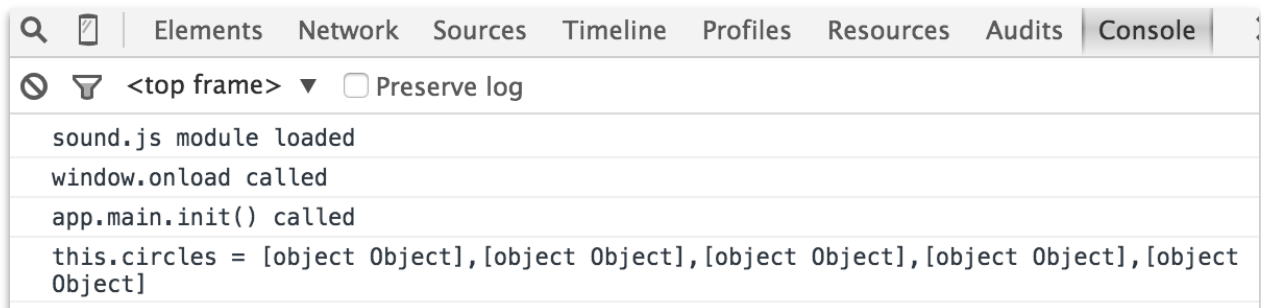 Elements Network Sources Timeline Profiles Resources Audits Console
<top frame> ▼ Preserve log
sound.js module loaded
window.onload called
app.main.init() called
this.circles = [object Object],[object Object],[object Object],[object Object],[object
Object]